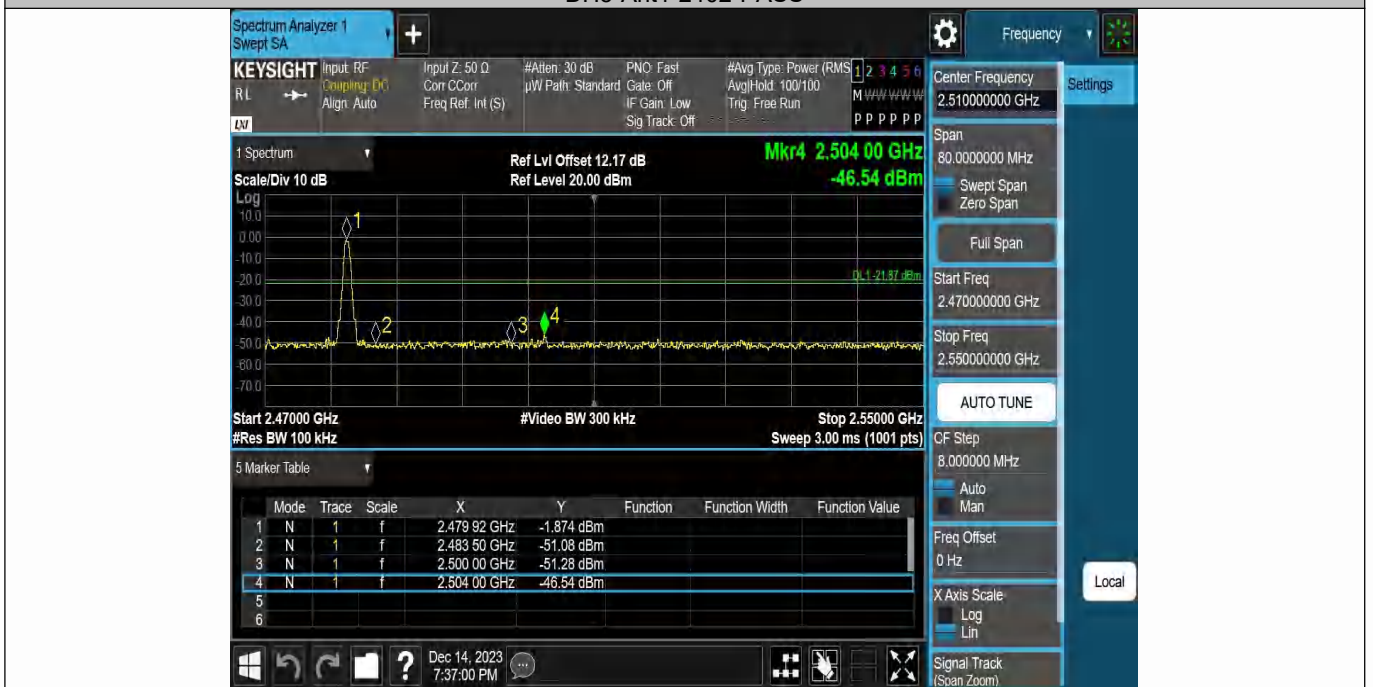 Spectrum Analyzer 1
Swept SA
+
Frequency
KEYSIGHT
RL
LXI
Input: RF
Coupling: DC
Align: Auto
Input Z: 50 Ω
Corr CCorr
Freq Ref: Int (S)
#Atten: 30 dB
µW Path: Standard
PNO: Fast
Gate: Off
IF Gain: Low
Sig Track: Off
#Avg Type: Power (RMS
Avg|Hold: 100/100
Trig: Free Run
1 2 3 4 5 6
M W W W W W
P P P P P P
Center Frequency
2.510000000 GHz
Settings
1 Spectrum
Scale/Div 10 dB
Ref Lvl Offset 12.17 dB
Ref Level 20.00 dBm
Mkr4 2.504 00 GHz
-46.54 dBm
Span
80.0000000 MHz
Swept Span
Zero Span
Full Span
Start Freq
2.470000000 GHz
Stop Freq
2.550000000 GHz
AUTO TUNE
CF Step
8.000000 MHz
Auto
Man
Freq Offset
0 Hz
X Axis Scale
Log
Lin
Signal Track
(Span Zoom)
Local
Log
10.0
0.00
-10.0
-20.0
-30.0
-40.0
-50.0
-60.0
-70.0
1
2
3
4
DL1 -21.87 dBm
Start 2.47000 GHz
#Video BW 300 kHz
Stop 2.55000 GHz
#Res BW 100 kHz
Sweep 3.00 ms (1001 pts)
5 Marker Table
Mode Trace Scale X Y Function Function Width Function Value
1 N 1 f 2.479 92 GHz -1.874 dBm
2 N 1 f 2.483 50 GHz -51.08 dBm
3 N 1 f 2.500 00 GHz -51.28 dBm
4 N 1 f 2.504 00 GHz -46.54 dBm
5
6
?
Dec 14, 2023
7:37:00 PM